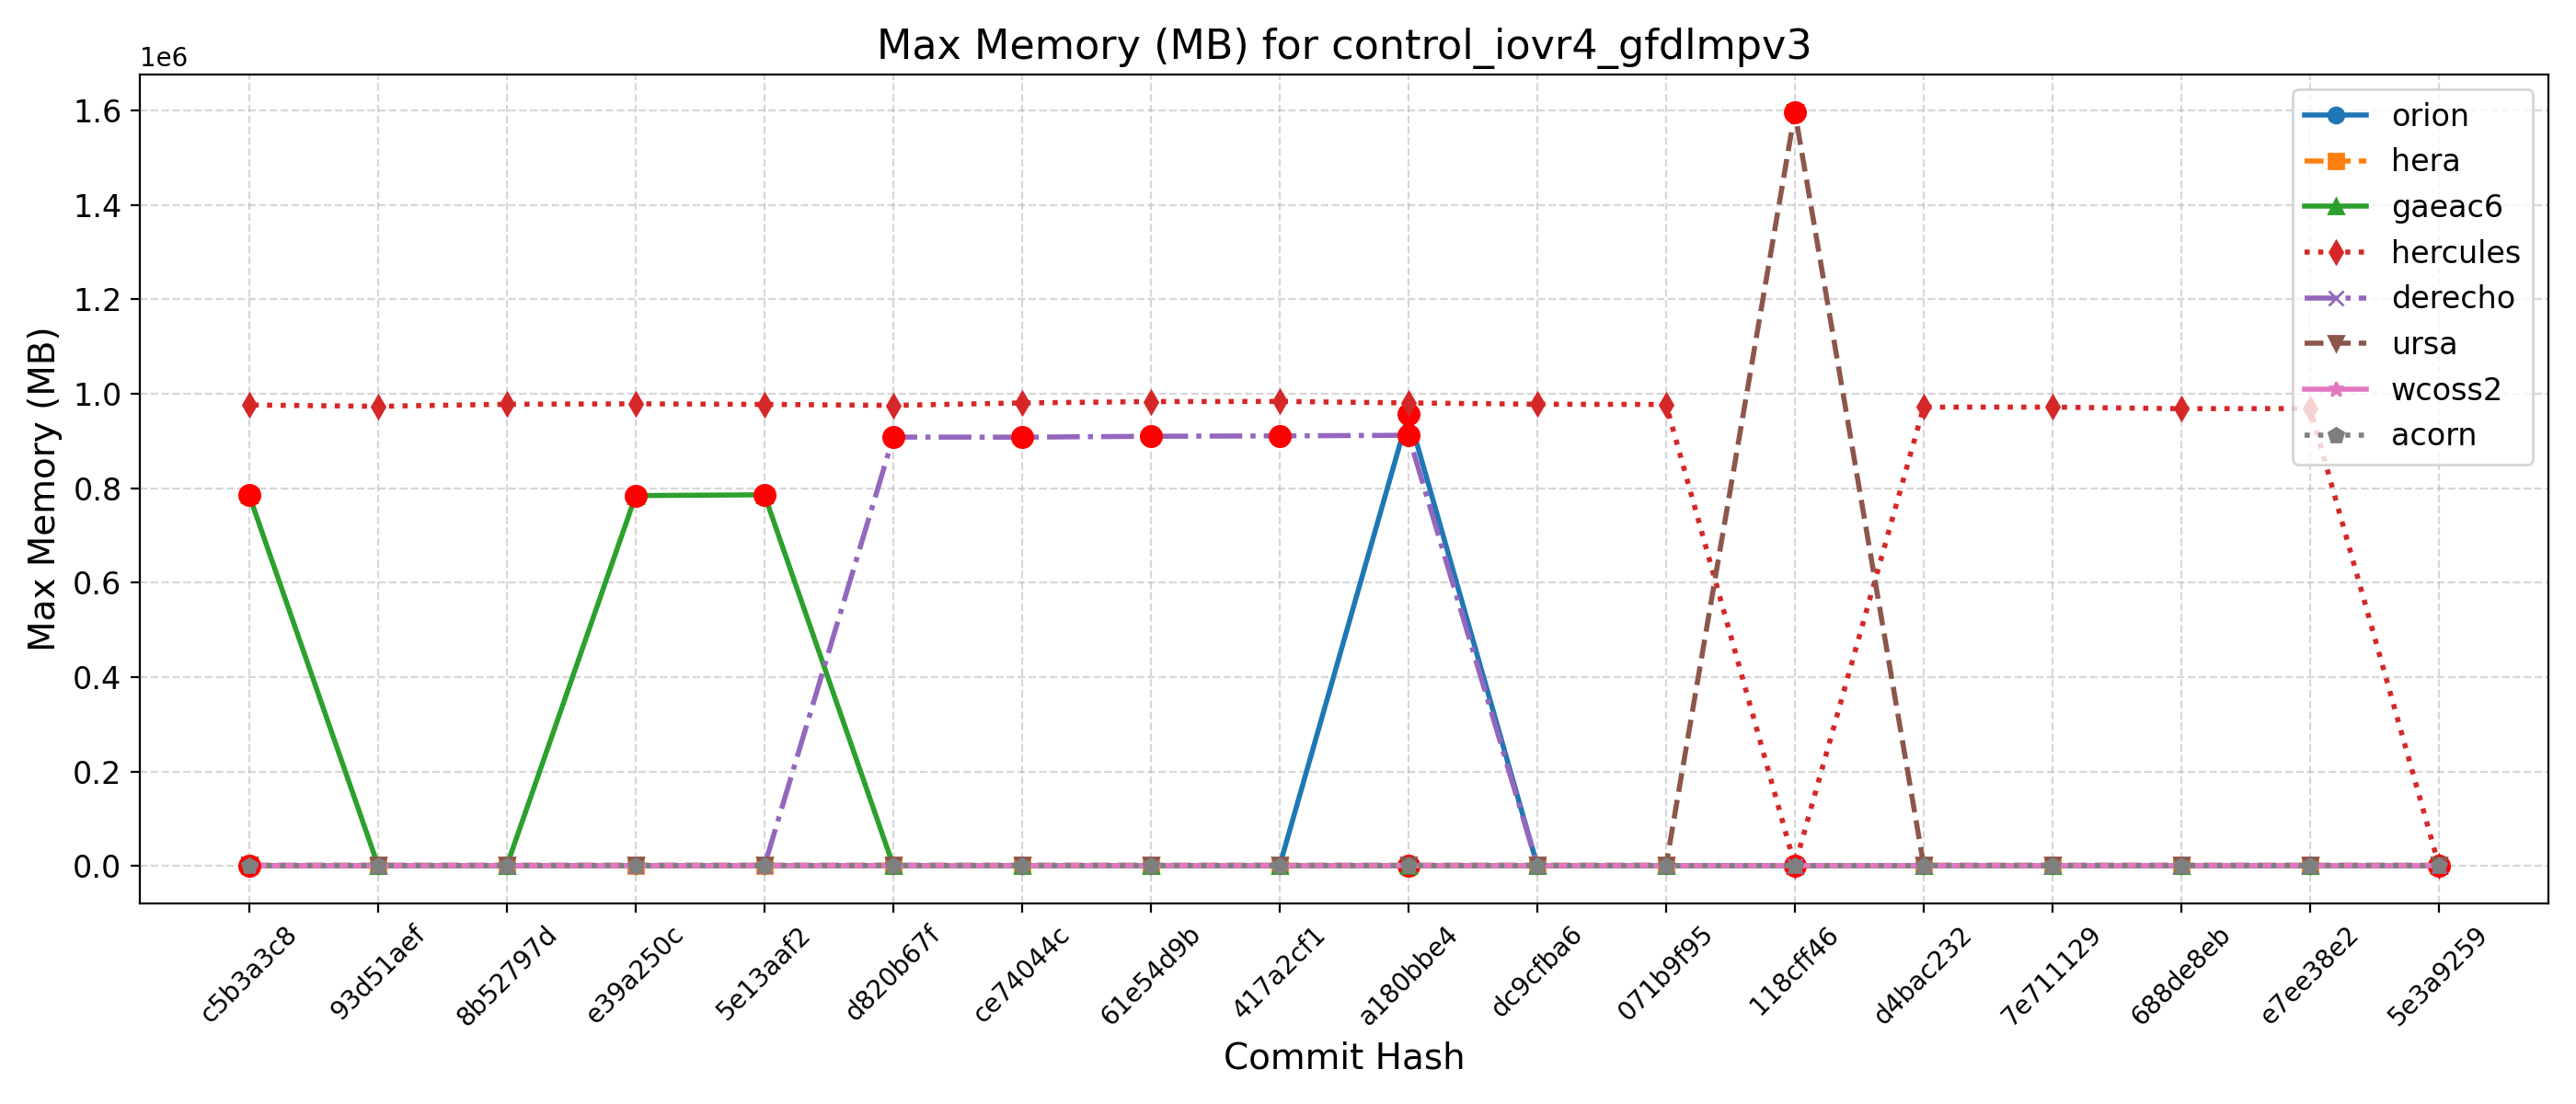 Max Memory (MB) for control_iovr4_gfdlmpv3
1e6
1.6
1.4
1.2
1.0
0.8
0.6
0.4
0.2
0.0
Max Memory (MB)
orion
hera
gaeac6
hercules
derecho
ursa
wcoss2
acorn
c5b3a3c8
93d51aef
8b52797d
e39a250c
5e13aaf2
d820b67f
ce74044c
61e54d9b
417a2cf1
a180bbe4
dc9cfba6
071b9f95
118cff46
d4bac232
7e711129
688de8eb
e7ee38e2
5e3a9259
Commit Hash